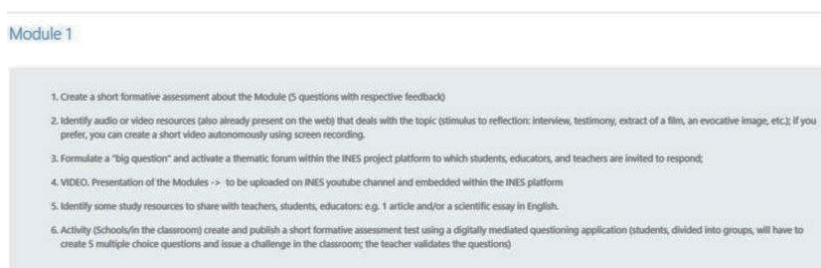 Module 1
1. Create a short formative assessment about the Module (5 questions with respective feedback)
2. Identify audio or video resources (also already present on the web) that deals with the topic (stimulus to reflection: interview, testimony, extract of a film, an evocative image, etc.); if you
prefer, you can create a short video autonomously using screen recording.
3. Formulate a "big question" and activate a thematic forum within the INES project platform to which students, educators, and teachers are invited to respond;
4. VIDEO. Presentation of the Modules -> to be uploaded on INES youtube channel and embedded within the INES platform
5. Identify some study resources to share with teachers, students, educators: e.g. 1 article and/or a scientific essay in English.
6. Activity (Schools/in the classroom) create and publish a short formative assessment test using a digitally mediated questioning application (students, divided into groups, will have to
create 5 multiple choice questions and issue a challenge in the classroom; the teacher validates the questions)